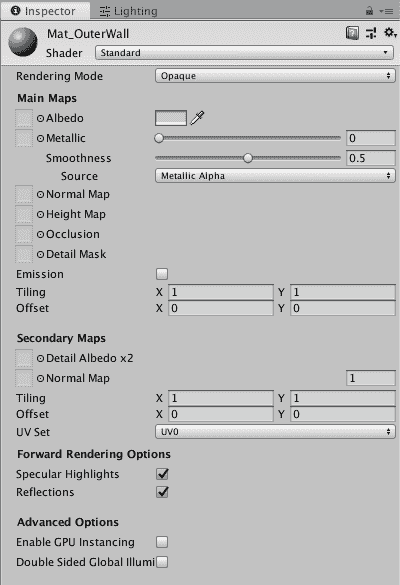 Inspector Lighting
Mat_OuterWall
Shader Standard
Rendering Mode Opaque
Main Maps
Albedo
Metallic 0
Smoothness 0.5
Source Metallic Alpha
Normal Map
Height Map
Occlusion
Detail Mask
Emission
Tiling X 1 Y 1
Offset X 0 Y 0
Secondary Maps
Detail Albedo x2
Normal Map 1
Tiling X 1 Y 1
Offset X 0 Y 0
UV Set UV0
Forward Rendering Options
Specular Highlights
Reflections
Advanced Options
Enable GPU Instancing
Double Sided Global Illumi